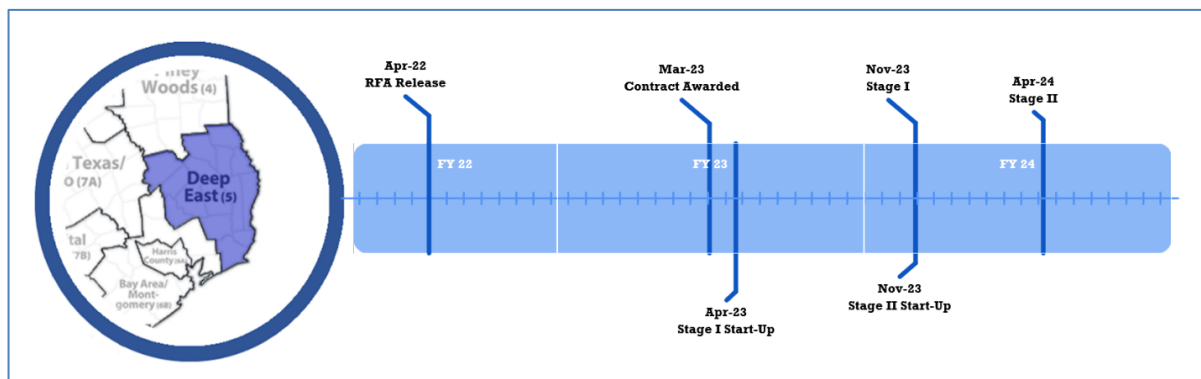 Woods (4)
Texas/
O (7A)
Deep
East (5)
tal
7B)
Harris
County (6A)
Bay Area/
Mont-
gomery (6B)
Apr-22
RFA Release
Mar-23
Contract Awarded
Nov-23
Stage I
Apr-24
Stage II
FY 22
FY 23
FY 24
Apr-23
Stage I Start-Up
Nov-23
Stage II Start-Up